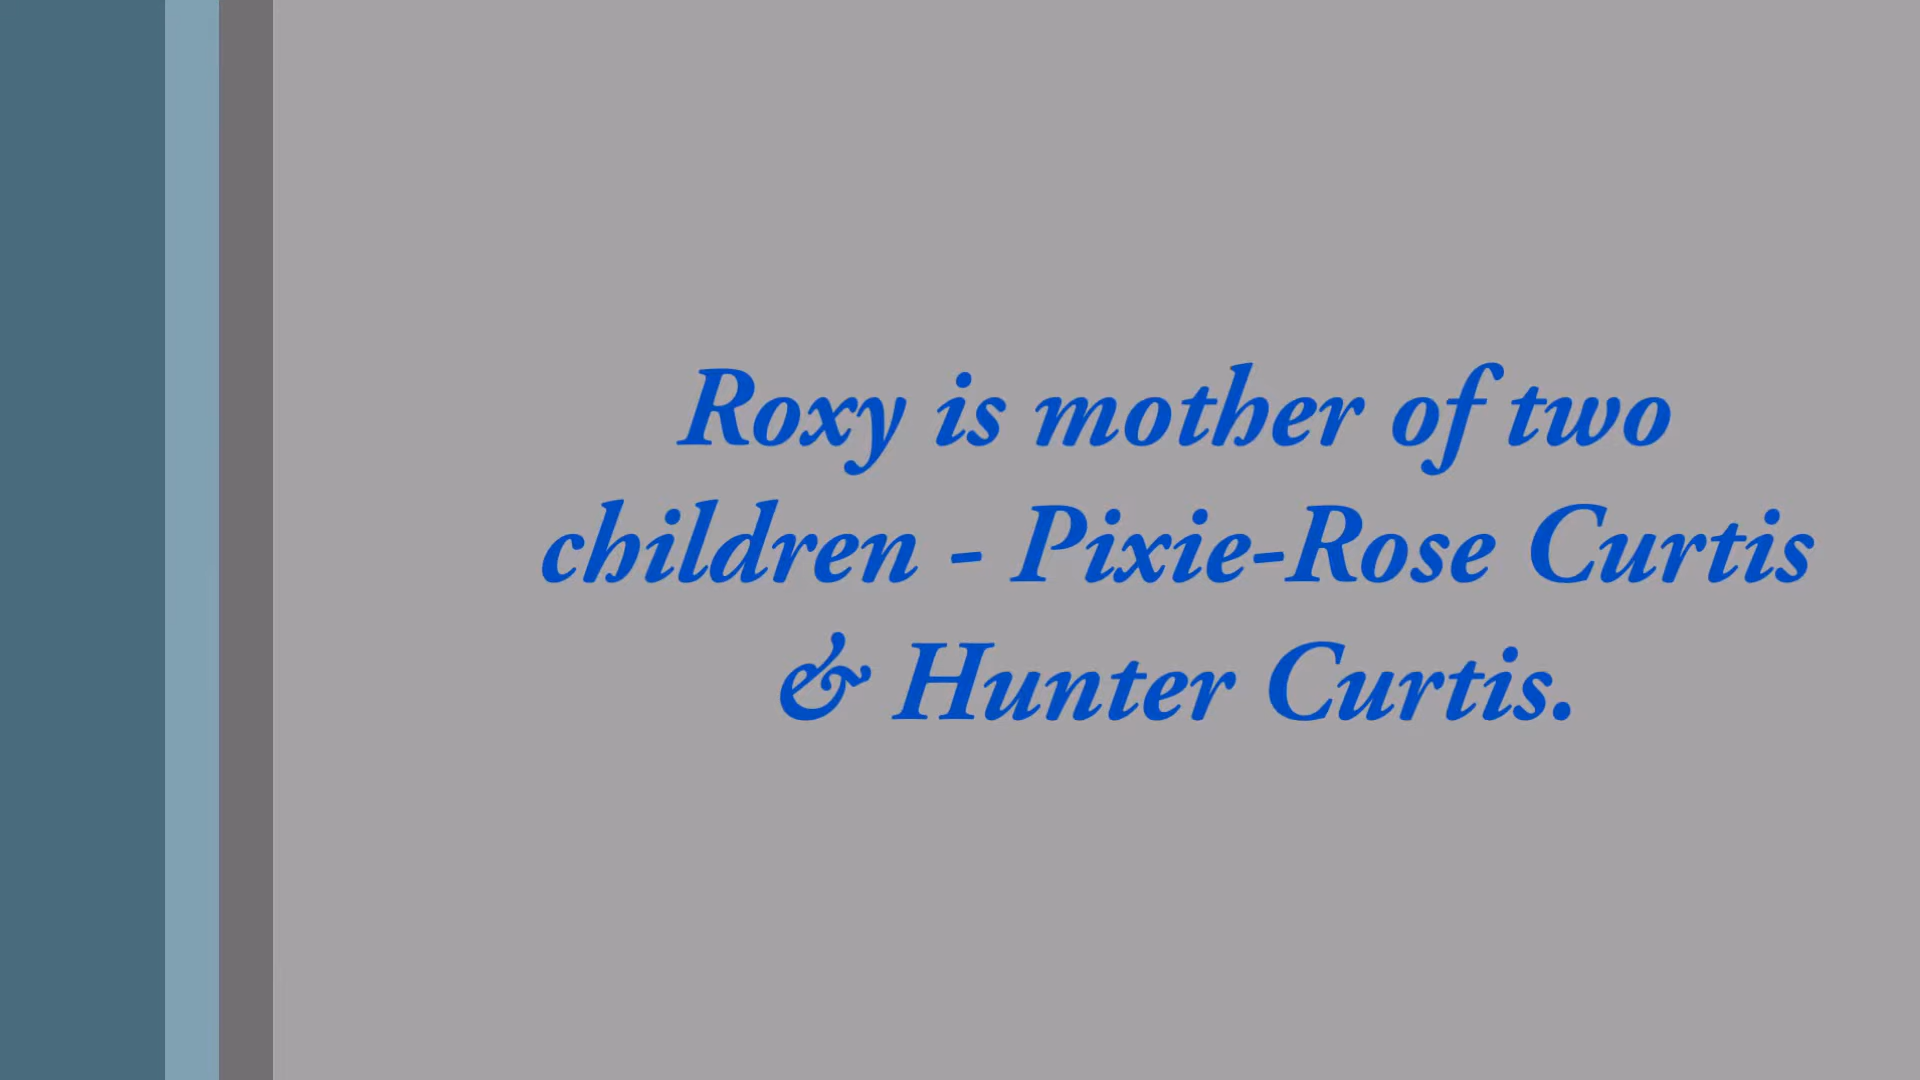 Roxy is mother of two
children - Pixie-Rose Curtis
& Hunter Curtis.